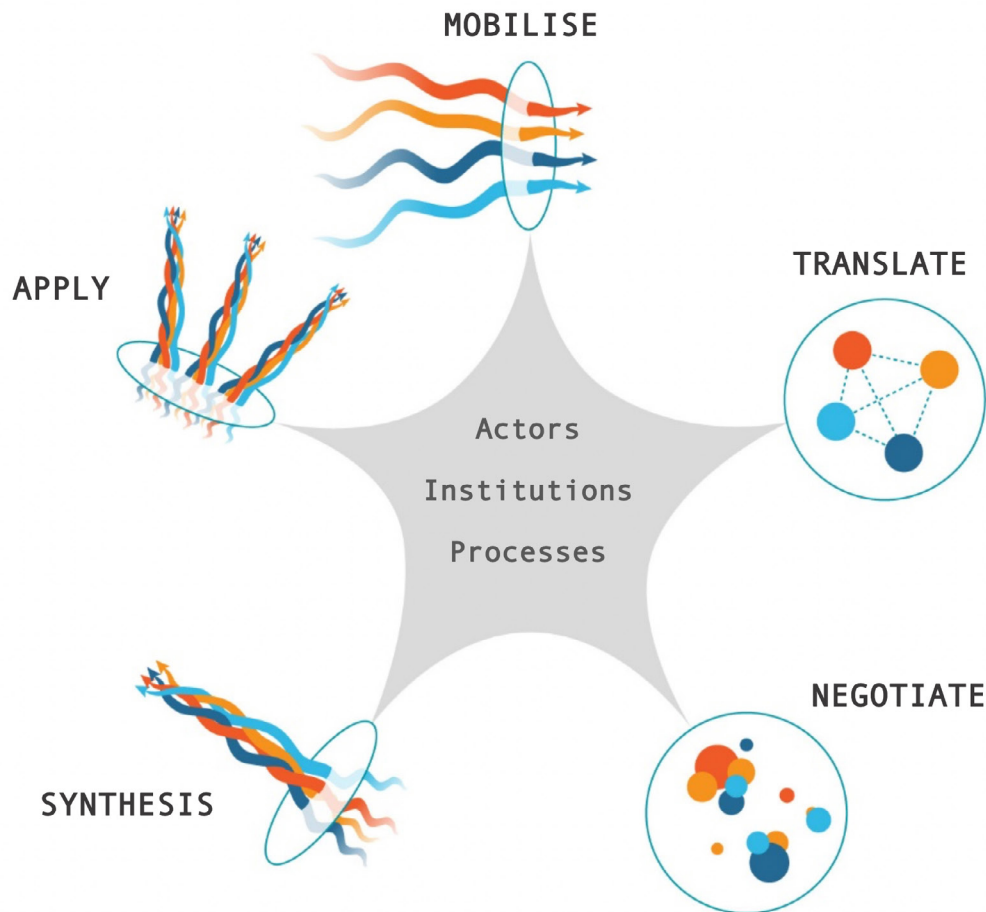 MOBILISE
TRANSLATE
APPLY
Actors
Institutions
Processes
NEGOTIATE
SYNTHESIS